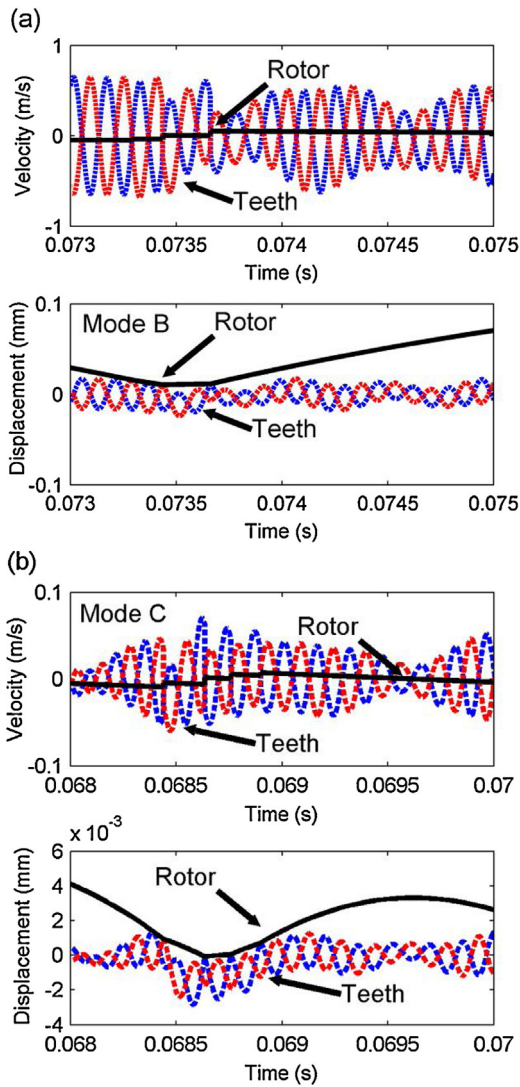 (a)
1
0
-1
Velocity (m/s)
Rotor
Teeth
0.073 0.0735 0.074 0.0745 0.075
Time (s)
0.1
0
-0.1
Displacement (mm)
Mode B
Rotor
Teeth
0.073 0.0735 0.074 0.0745 0.075
Time (s)
(b)
0.1
0
-0.1
Velocity (m/s)
Mode C
Rotor
Teeth
0.068 0.0685 0.069 0.0695 0.07
Time (s)
x 10⁻³
6
4
2
0
-2
-4
Displacement (mm)
Rotor
Teeth
0.068 0.0685 0.069 0.0695 0.07
Time (s)